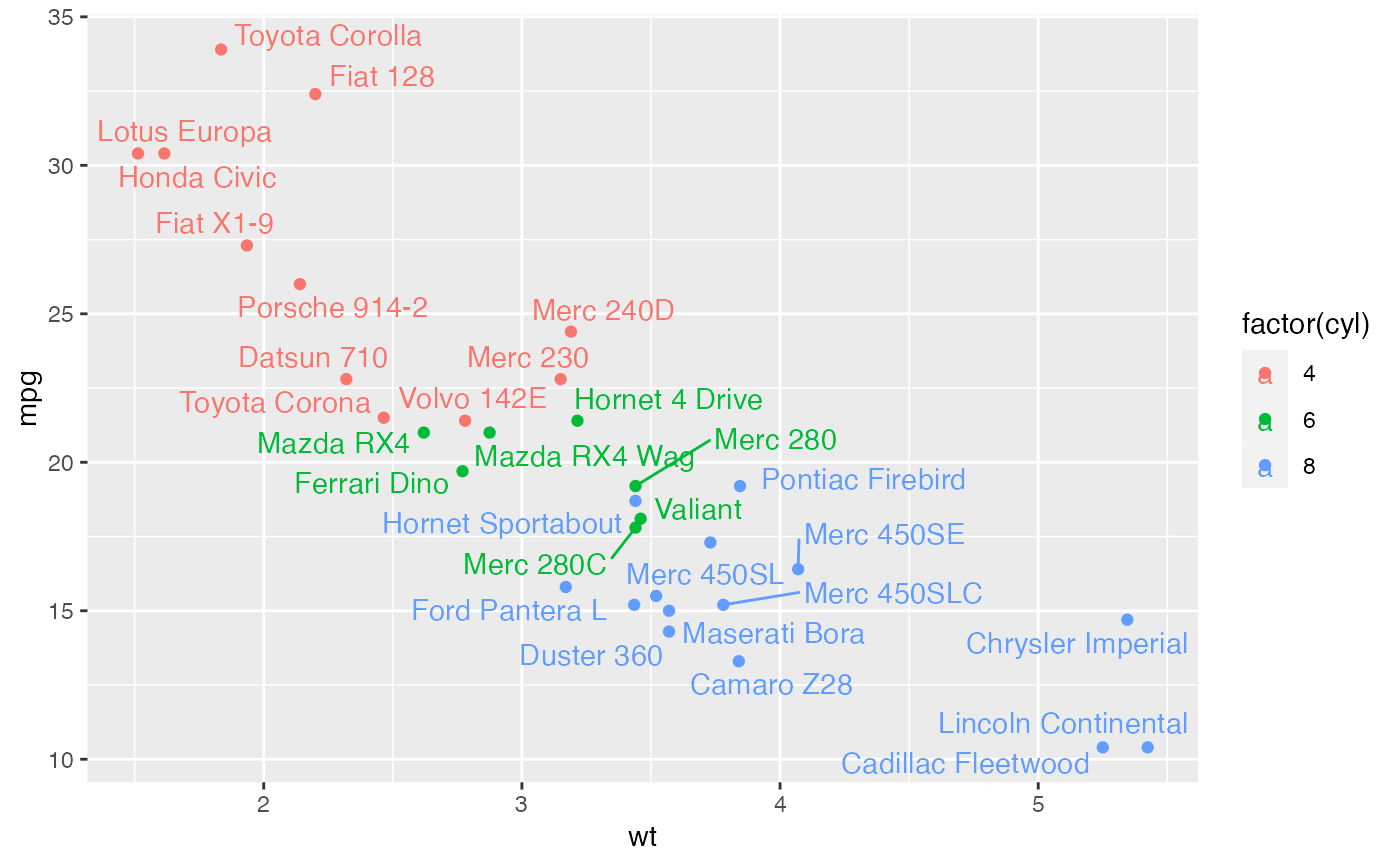 35
Toyota Corolla
Fiat 128
Lotus Europa
30
Honda Civic
Fiat X1-9
Porsche 914-2
Merc 240D
25
Datsun 710
Merc 230
Toyota Corona
Volvo 142E
Hornet 4 Drive
Mazda RX4
Merc 280
Mazda RX4 Wag
20
Ferrari Dino
Pontiac Firebird
Valiant
Hornet Sportabout
Merc 450SE
Merc 280C
Merc 450SL
Merc 450SLC
15
Ford Pantera L
Maserati Bora
Chrysler Imperial
Duster 360
Camaro Z28
Lincoln Continental
10
Cadillac Fleetwood
2 3 4 5
wt
mpg
factor(cyl)
a 4
a 6
a 8